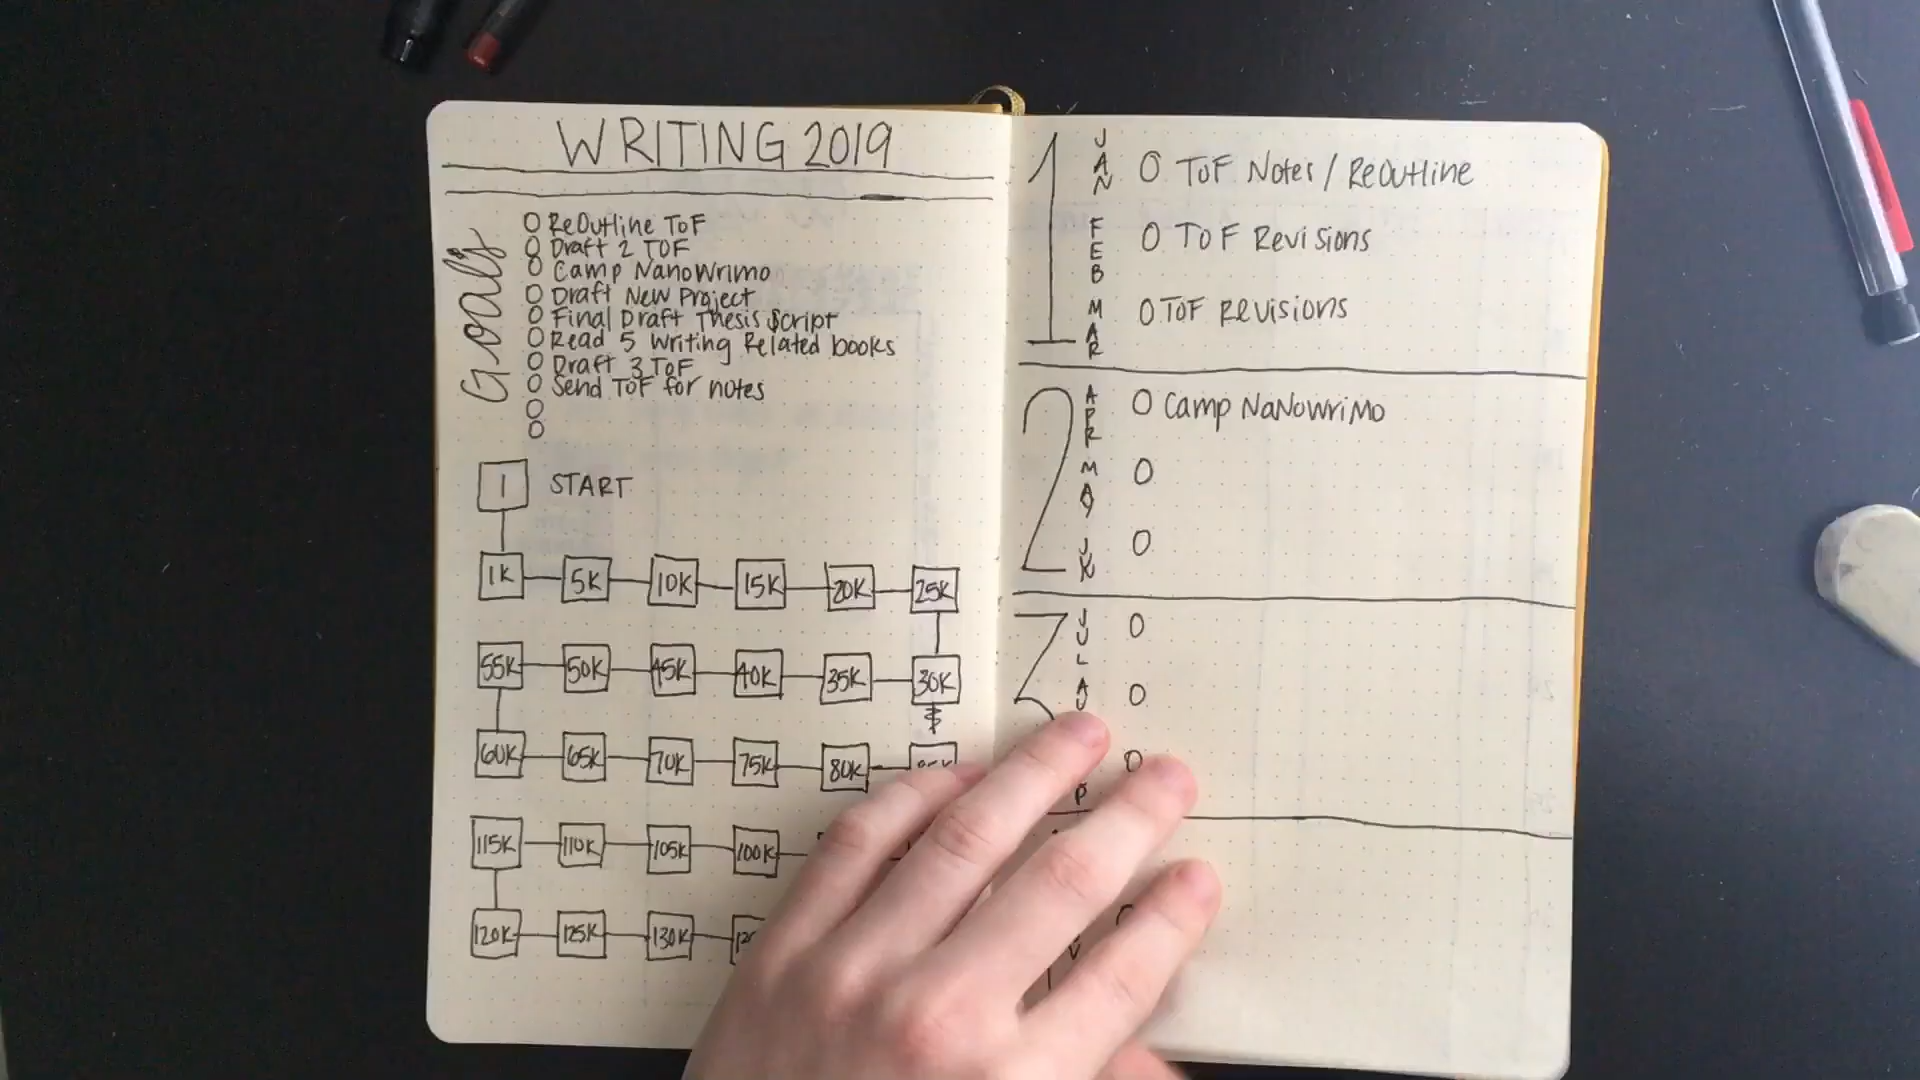 WRITING 2019
Goals
O ReOutline ToF
O Draft 2 TOF
O Camp NanoWrimo
O Draft New Project
O Final Draft Thesis Script
O Read 5 Writing Related books
O Draft 3 ToF
O Send ToF for notes
O
O
1 START
1K 5K 10K 15K 20K 25K
55K 50K 45K 40K 35K 30K
60K 65K 70K 75K 80K
115K 110K 105K 100K
120K 125K 130K
1
JAN O ToF Notes / ReOutline
FEB O ToF Revisions
MAR O ToF Revisions
2
APR O Camp NaNoWriMo
MAY O
JN O
3
JUL O
AU O
P O